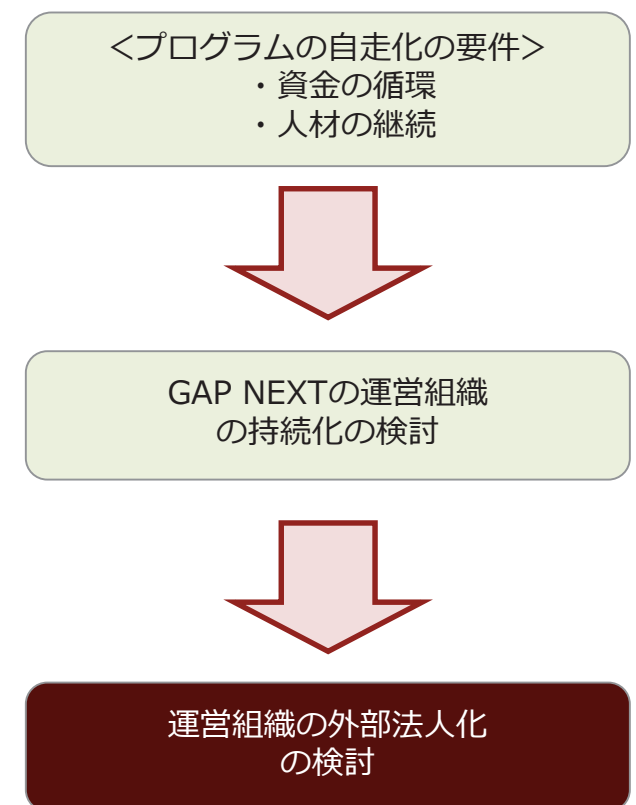 ＜プログラムの自走化の要件＞
・資金の循環
・人材の継続
GAP NEXTの運営組織
の持続化の検討
運営組織の外部法人化
の検討